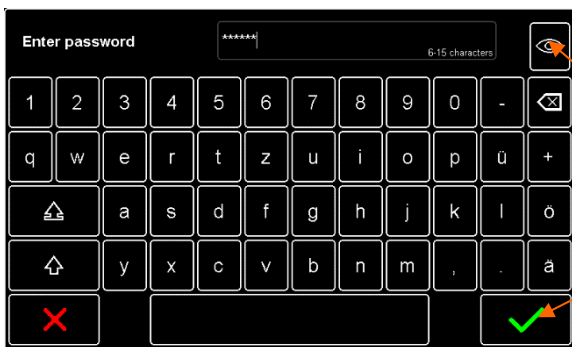 Enter password
******
6-15 characters
1 2 3 4 5 6 7 8 9 0 -
q w e r t z u i o p ü +
a s d f g h j k l ö
y x c v b n m , . ä